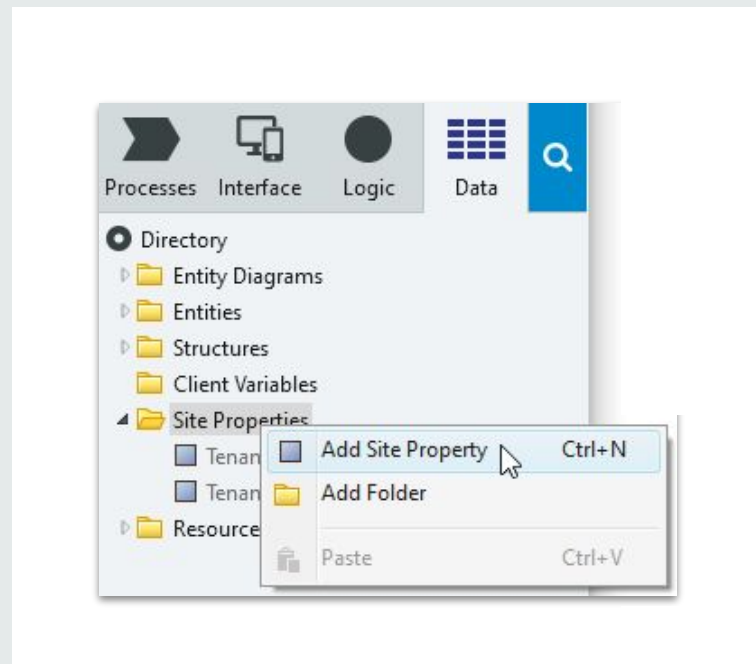 Processes Interface Logic Data
Directory
Entity Diagrams
Entities
Structures
Client Variables
Site Properties
Add Site Property Ctrl+N
Add Folder
Paste Ctrl+V